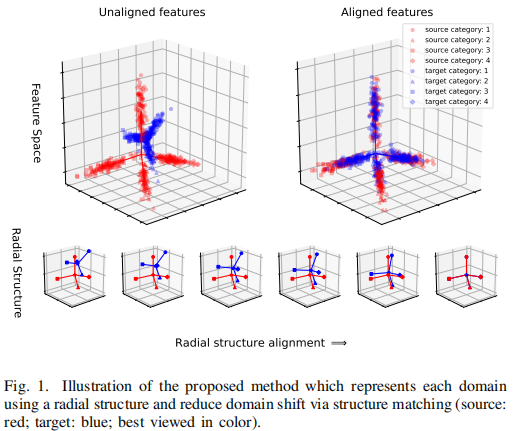 Unaligned features
Aligned features
source category: 1
source category: 2
source category: 3
source category: 4
target category: 1
target category: 2
target category: 3
target category: 4
Feature Space
Radial Structure
Radial structure alignment ⟹
Fig. 1. Illustration of the proposed method which represents each domain
using a radial structure and reduce domain shift via structure matching (source:
red; target: blue; best viewed in color).